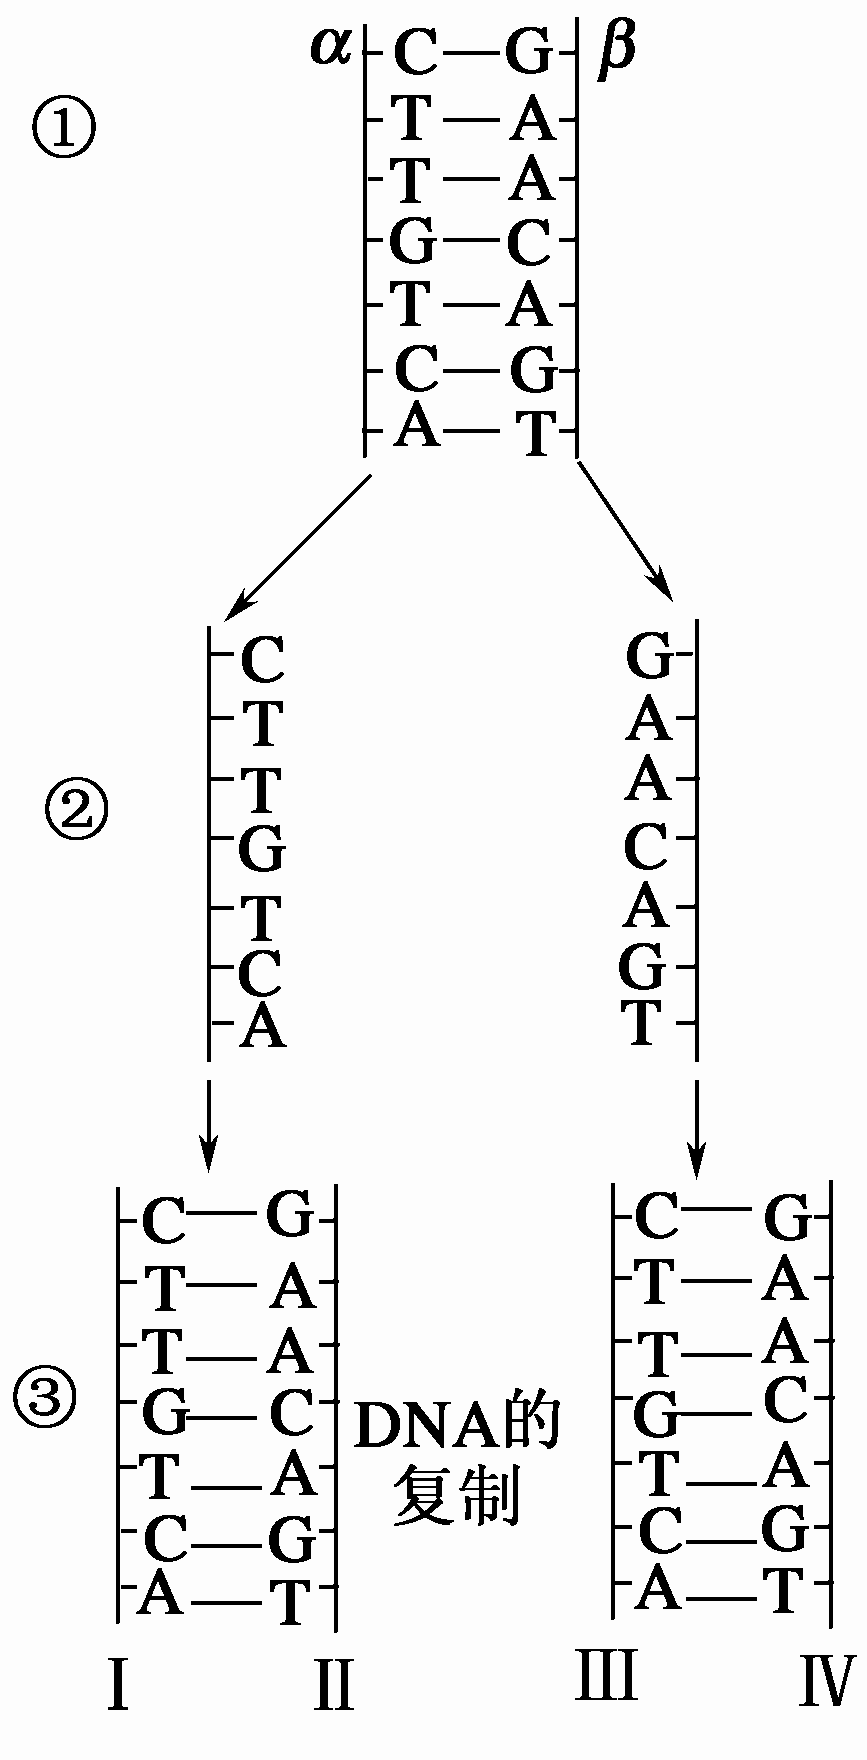 α C G β
① T A
T A
G C
T A
C G
A T
C G
T A
② T A
G C
T A
C G
A T
C G C G
T A T A
T A T A
③ G C G C
DNA的
复制
T A T A
C G C G
A T A T
Ⅰ Ⅱ Ⅲ Ⅳ